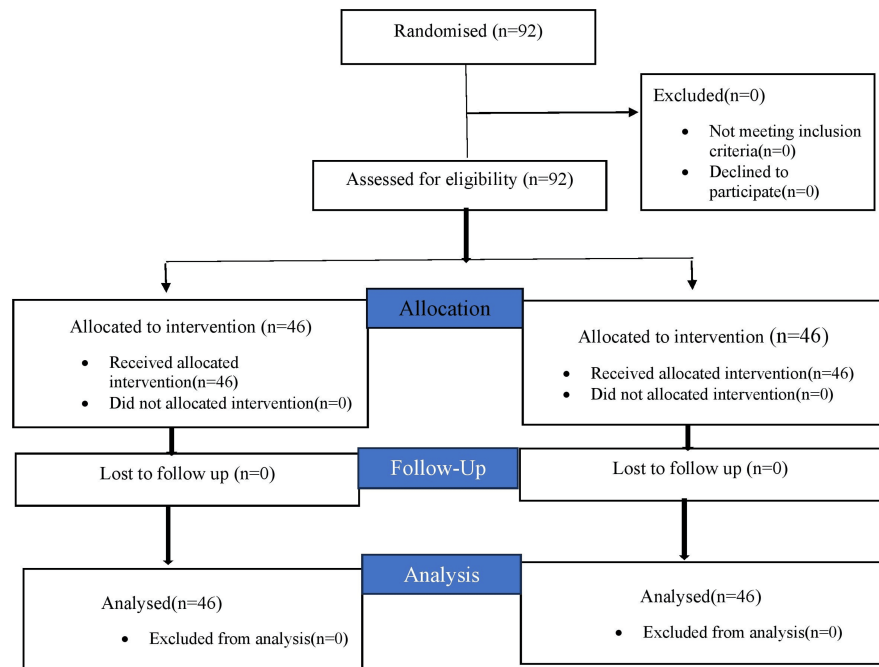 Randomised (n=92)
Excluded(n=0)
• Not meeting inclusion
criteria(n=0)
• Declined to
participate(n=0)
Assessed for eligibility (n=92)
Allocation
Allocated to intervention (n=46)
• Received allocated
intervention(n=46)
• Did not allocated intervention(n=0)
Allocated to intervention (n=46)
• Received allocated intervention(n=46)
• Did not allocated intervention(n=0)
Lost to follow up (n=0)
Follow-Up
Lost to follow up (n=0)
Analysis
Analysed(n=46)
• Excluded from analysis(n=0)
Analysed(n=46)
• Excluded from analysis(n=0)